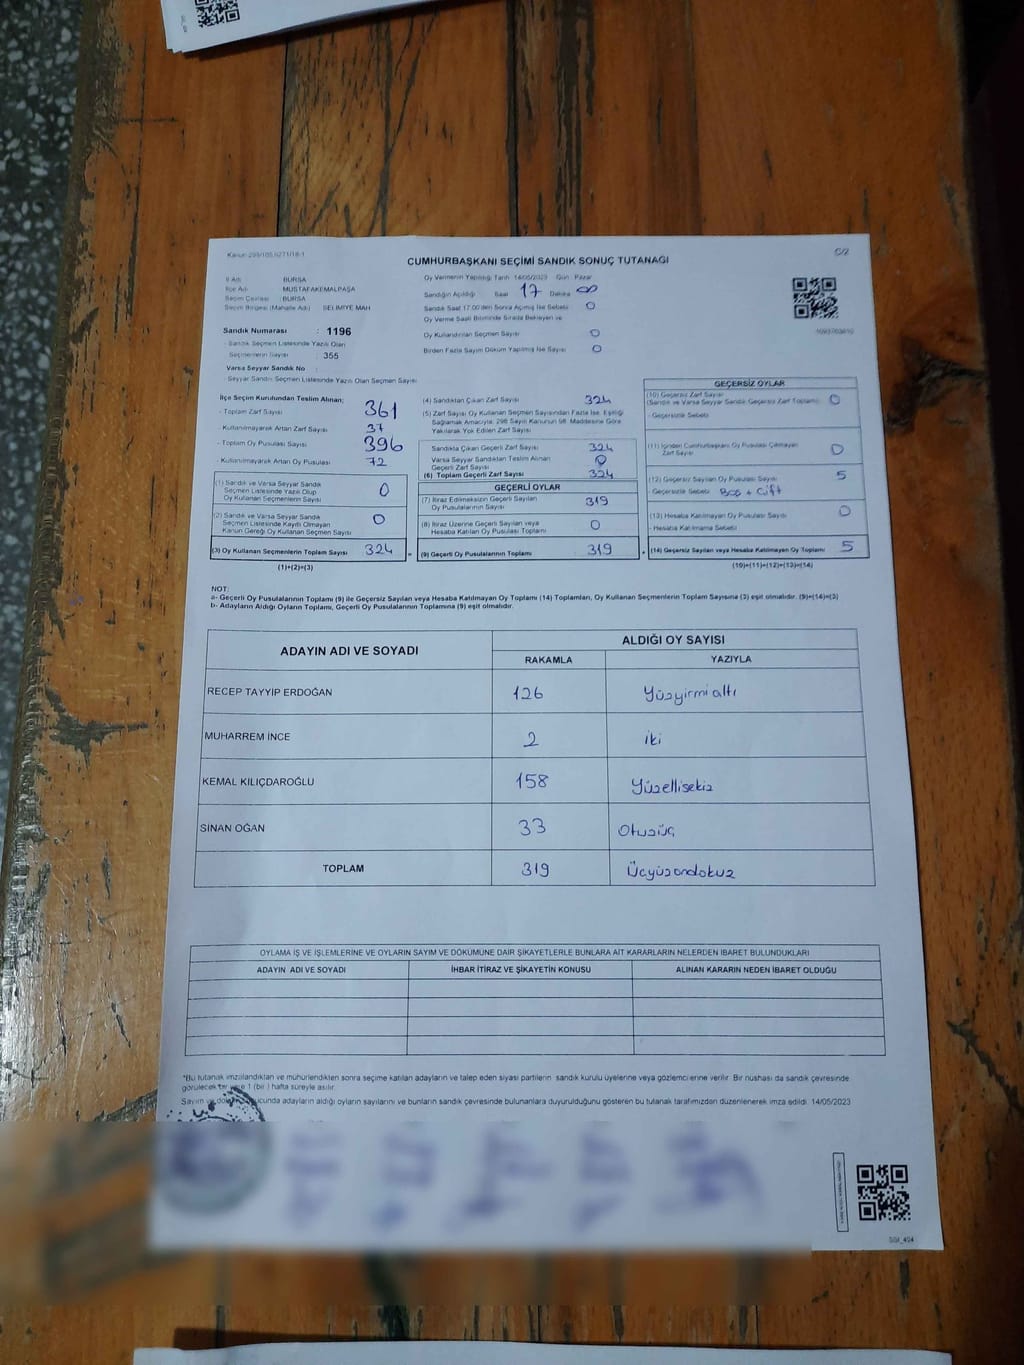 CUMHURBAŞKANI SEÇİMİ SANDIK SONUÇ TUTANAĞI
C/2
İl Adı : BURSA
İlçe Adı : MUSTAFAKEMALPAŞA
Seçim Çevresi : BURSA
Seçim Bölgesi (Mahalle Adı) : SELİMİYE MAH
Oy Vermenin Yapıldığı Tarih 14/05/2023 Gün: Pazar
Sandığın Açıldığı Saat 17 Dakika 00
Sandık Saat 17:00'den Sonra Açılmış İse Sebebi 0
Oy Verme Saati Bitiminde Sırada Bekleyen ve
Oy Kullandırılan Seçmen Sayısı 0
Birden Fazla Sayım Döküm Yapılmış İse Sayısı 0
Sandık Numarası : 1196
Sandık Seçmen Listesinde Yazılı Olan
Seçmenlerin Sayısı : 355
Varsa Seyyar Sandık No :
- Seyyar Sandık Seçmen Listesinde Yazılı Olan Seçmen Sayısı
İlçe Seçim Kurulundan Teslim Alınan;
- Toplam Zarf Sayısı 361
- Kullanılmayarak Artan Zarf Sayısı 37
- Toplam Oy Pusulası Sayısı 396
- Kullanılmayarak Artan Oy Pusulası 72
(1) Sandık ve Varsa Seyyar Sandık
Seçmen Listesinde Yazılı Olup
Oy Kullanan Seçmenlerin Sayısı 0
(2) Sandık ve Varsa Seyyar Sandık
Seçmen Listesinde Kayıtlı Olmayan
Kanun Gereği Oy Kullanan Seçmen Sayısı 0
(3) Oy Kullanan Seçmenlerin Toplam Sayısı 324
(1)+(2)=(3)
(4) Sandıktan Çıkan Zarf Sayısı 324
(5) Zarf Sayısı Oy Kullanan Seçmen Sayısından Fazla İse, Eşitliği
Sağlamak Amacıyla; 298 Sayılı Kanunun 98. Maddesine Göre
Yakılarak Yok Edilen Zarf Sayısı
Sandıkta Çıkan Geçerli Zarf Sayısı 324
Varsa Seyyar Sandıktan Teslim Alınan
Geçerli Zarf Sayısı 0
(6) Toplam Geçerli Zarf Sayısı 324
GEÇERLİ OYLAR
(7) İtiraz Edilmeksizin Geçerli Sayılan
Oy Pusulası Sayısı 319
(8) İtiraz Üzerine Geçerli Sayılan veya
Hesaba Katılan Oy Pusulası Toplamı 0
(9) Geçerli Oy Pusulalarının Toplamı 319
GEÇERSİZ OYLAR
(10) Geçersiz Zarf Sayısı
(Sandık ve Varsa Seyyar Sandık Geçersiz Zarf Toplamı) 0
- Geçersizlik Sebebi
(11) İçinden Cumhurbaşkanı Oy Pusulası Çıkmayan
Zarf Sayısı 0
(12) Geçersiz Sayılan Oy Pusulası Sayısı 5
- Geçersizlik Sebebi Boş + Çift
(13) Hesaba Katılmayan Oy Pusulası Sayısı 0
- Hesaba Katılmama Sebebi
(14) Geçersiz Sayılan veya Hesaba Katılmayan Oy Toplamı 5
(10)+(11)+(12)+(13)=(14)
NOT:
a- Geçerli Oy Pusulaları Toplamı (9) ile Geçersiz Sayılan veya Hesaba Katılmayan Oy Toplamı (14) Toplamları, Oy Kullanan Seçmenlerin Toplam Sayısına (3) eşit olmalıdır. (9)+(14)=(3)
b- Adayların Aldığı Oyların Toplamı, Geçerli Oy Pusulalarının Toplamına (9) eşit olmalıdır.
ADAYIN ADI VE SOYADI
ALDIĞI OY SAYISI
RAKAMLA YAZIYLA
RECEP TAYYİP ERDOĞAN 126 Yüzyirmialtı
MUHARREM İNCE 2 iki
KEMAL KILIÇDAROĞLU 158 Yüzellisekiz
SİNAN OĞAN 33 Otuzüç
TOPLAM 319 Üçyüzondokuz
OYLAMA İŞ VE İŞLEMLERİNE VE OYLARIN SAYIM VE DÖKÜMÜNE DAİR ŞİKAYETLERLE BUNLARA AİT KARARLARIN NELERDEN İBARET BULUNDUKLARI
ADAYIN ADI VE SOYADI İHBAR İTİRAZ VE ŞİKAYETİN KONUSU ALINAN KARARIN NEDEN İBARET OLDUĞU
*Bu tutanak imzalandıktan ve mühürlendikten sonra seçime katılan adayların ve talep eden siyasi partilerin sandık kurulu üyelerine veya gözlemcilerine verilir. Bir nüshası da sandık çevresinde
görülecek bir yere 1 (bir) hafta süreyle asılır.
Sayım ve döküm sonucunda adayların aldığı oyların sayılarını ve bunların sandık çevresinde bulunanlara duyurulduğunu gösteren bu tutanak tarafımızdan düzenlenerek imza edildi. 14/05/2023